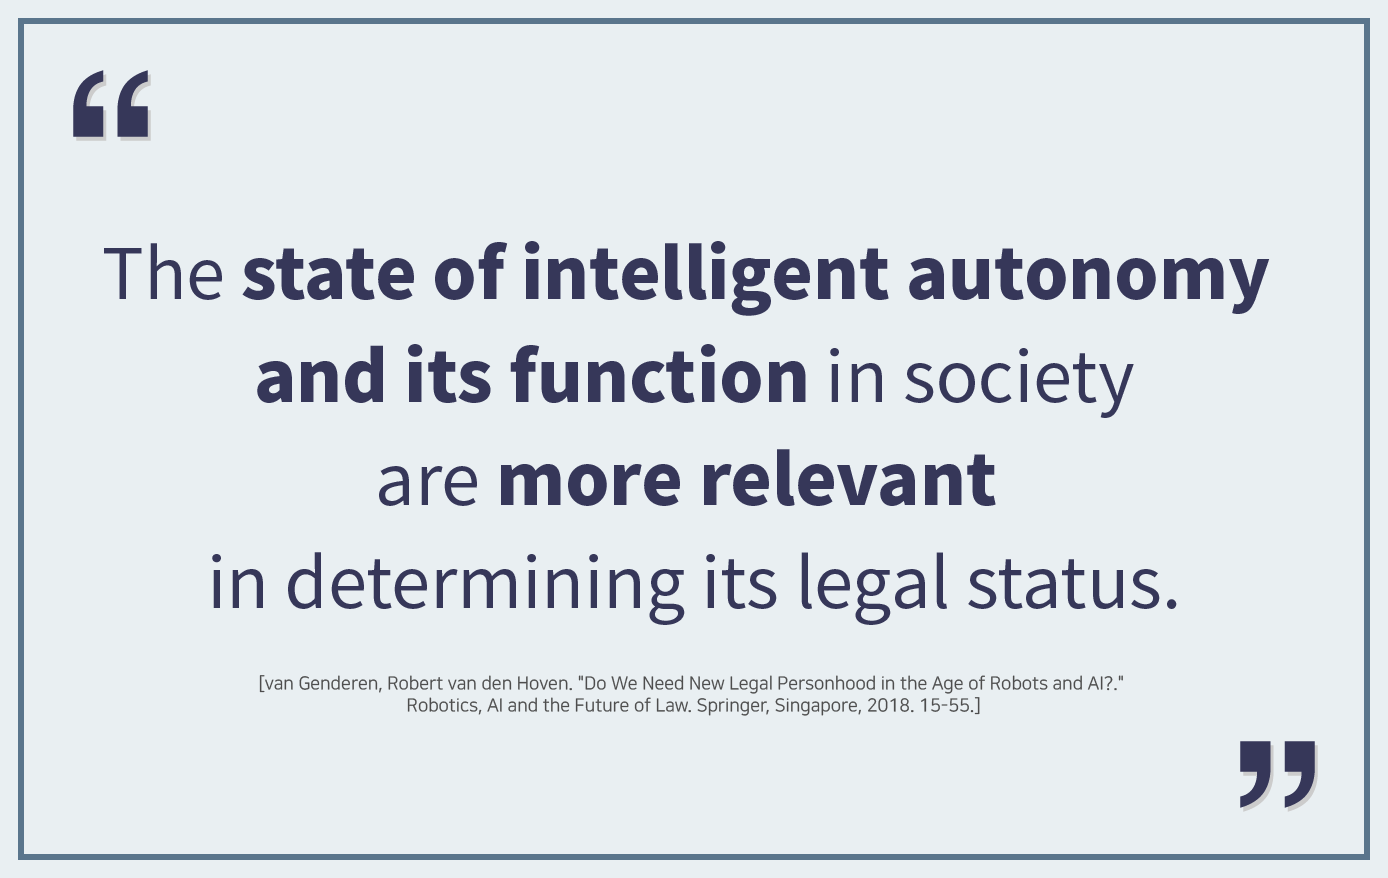 “
The state of intelligent autonomy
and its function in society
are more relevant
in determining its legal status.
[van Genderen, Robert van den Hoven. "Do We Need New Legal Personhood in the Age of Robots and AI?."
Robotics, AI and the Future of Law. Springer, Singapore, 2018. 15-55.]
”